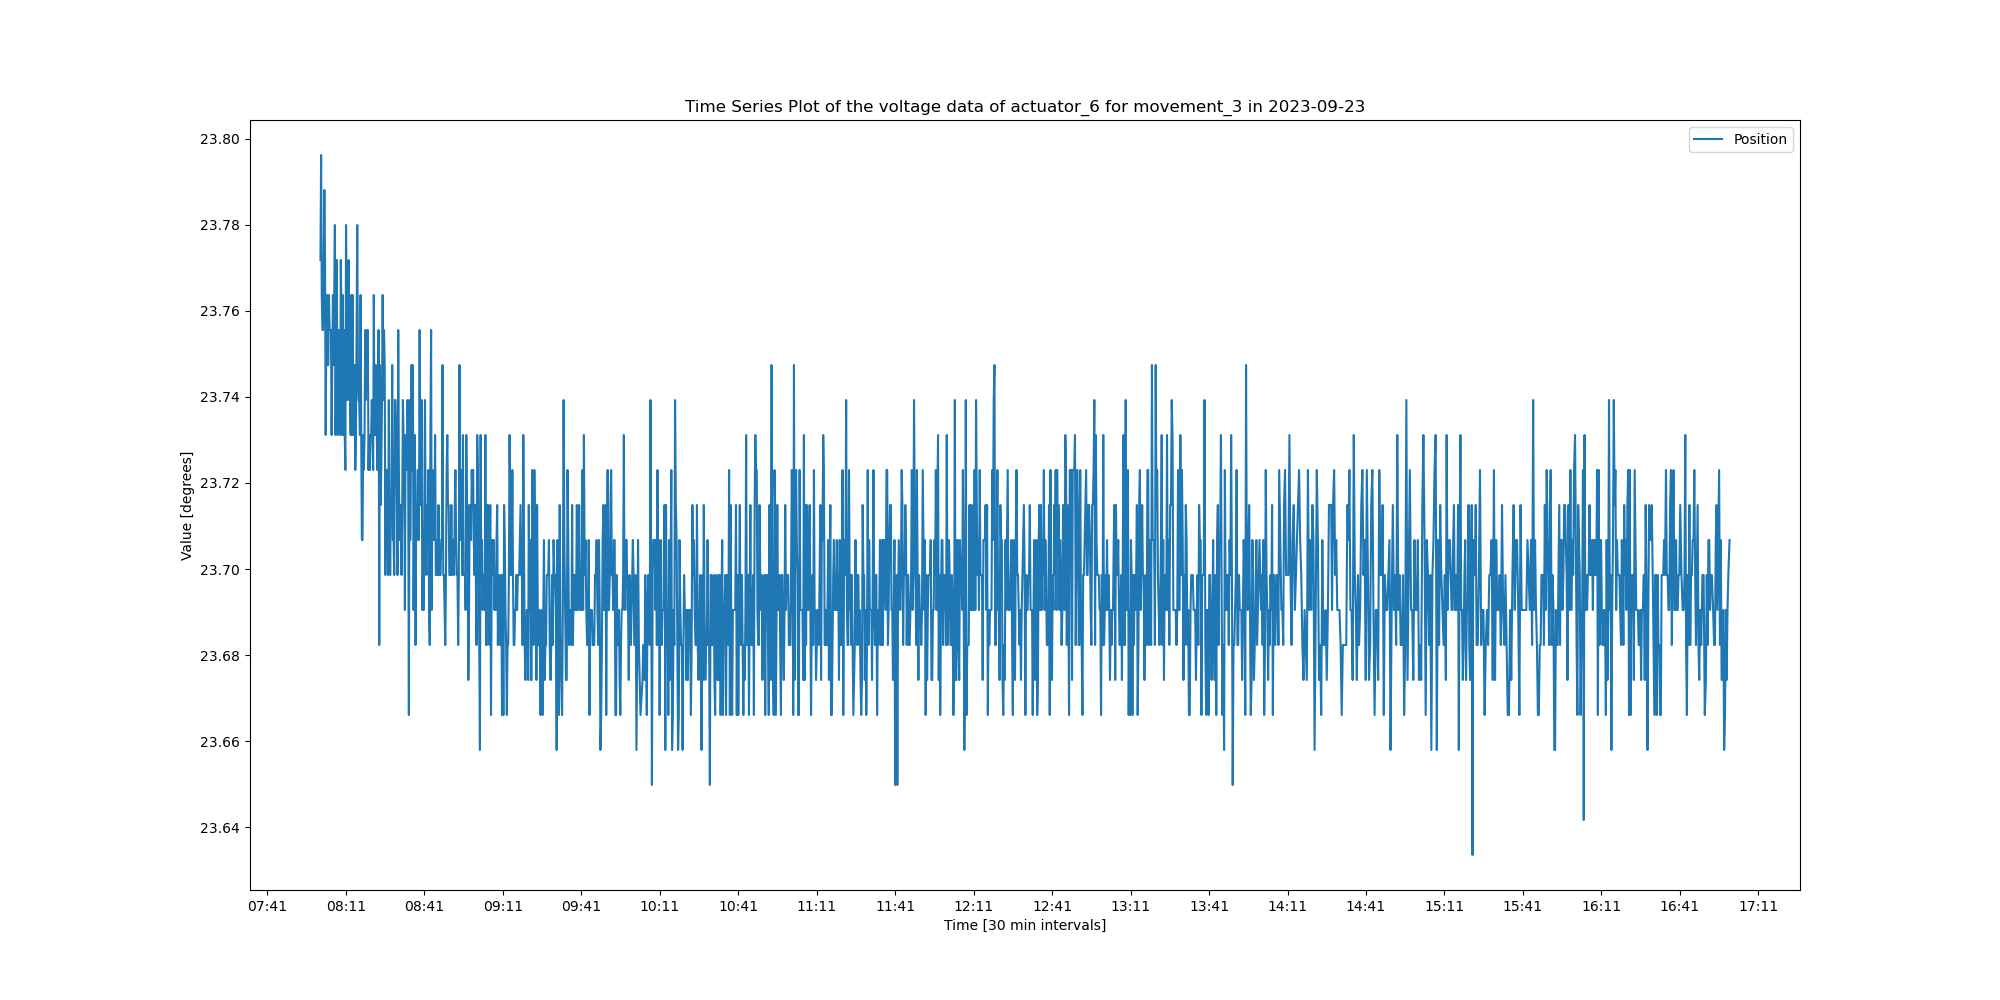 Time Series Plot of the voltage data of actuator_6 for movement_3 in 2023-09-23
Position
23.80
23.78
23.76
23.74
23.72
23.70
23.68
23.66
23.64
Value [degrees]
07:41 08:11 08:41 09:11 09:41 10:11 10:41 11:11 11:41 12:11 12:41 13:11 13:41 14:11 14:41 15:11 15:41 16:11 16:41 17:11
Time [30 min intervals]